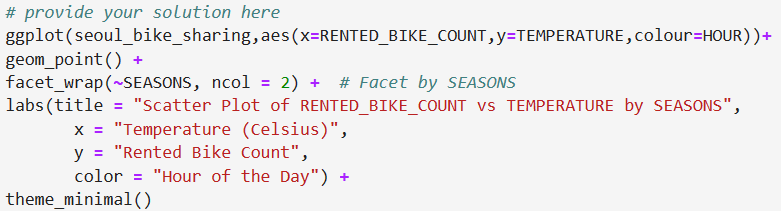 # provide your solution here
ggplot(seoul_bike_sharing,aes(x=RENTED_BIKE_COUNT,y=TEMPERATURE,colour=HOUR))+
geom_point() +
facet_wrap(~SEASONS, ncol = 2) +  # Facet by SEASONS
labs(title = "Scatter Plot of RENTED_BIKE_COUNT vs TEMPERATURE by SEASONS",
       x = "Temperature (Celsius)",
       y = "Rented Bike Count",
       color = "Hour of the Day") +
theme_minimal()